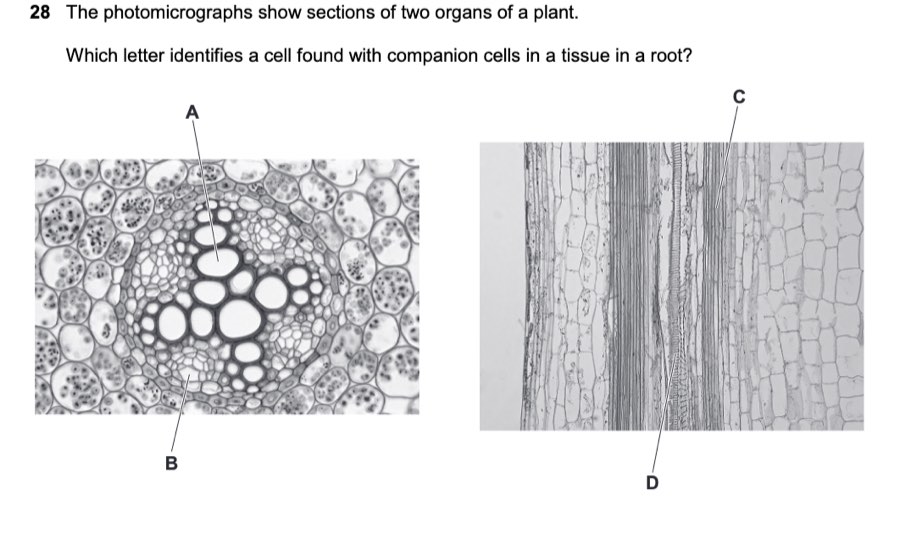 28 The photomicrographs show sections of two organs of a plant.
Which letter identifies a cell found with companion cells in a tissue in a root?
A
C
B
D